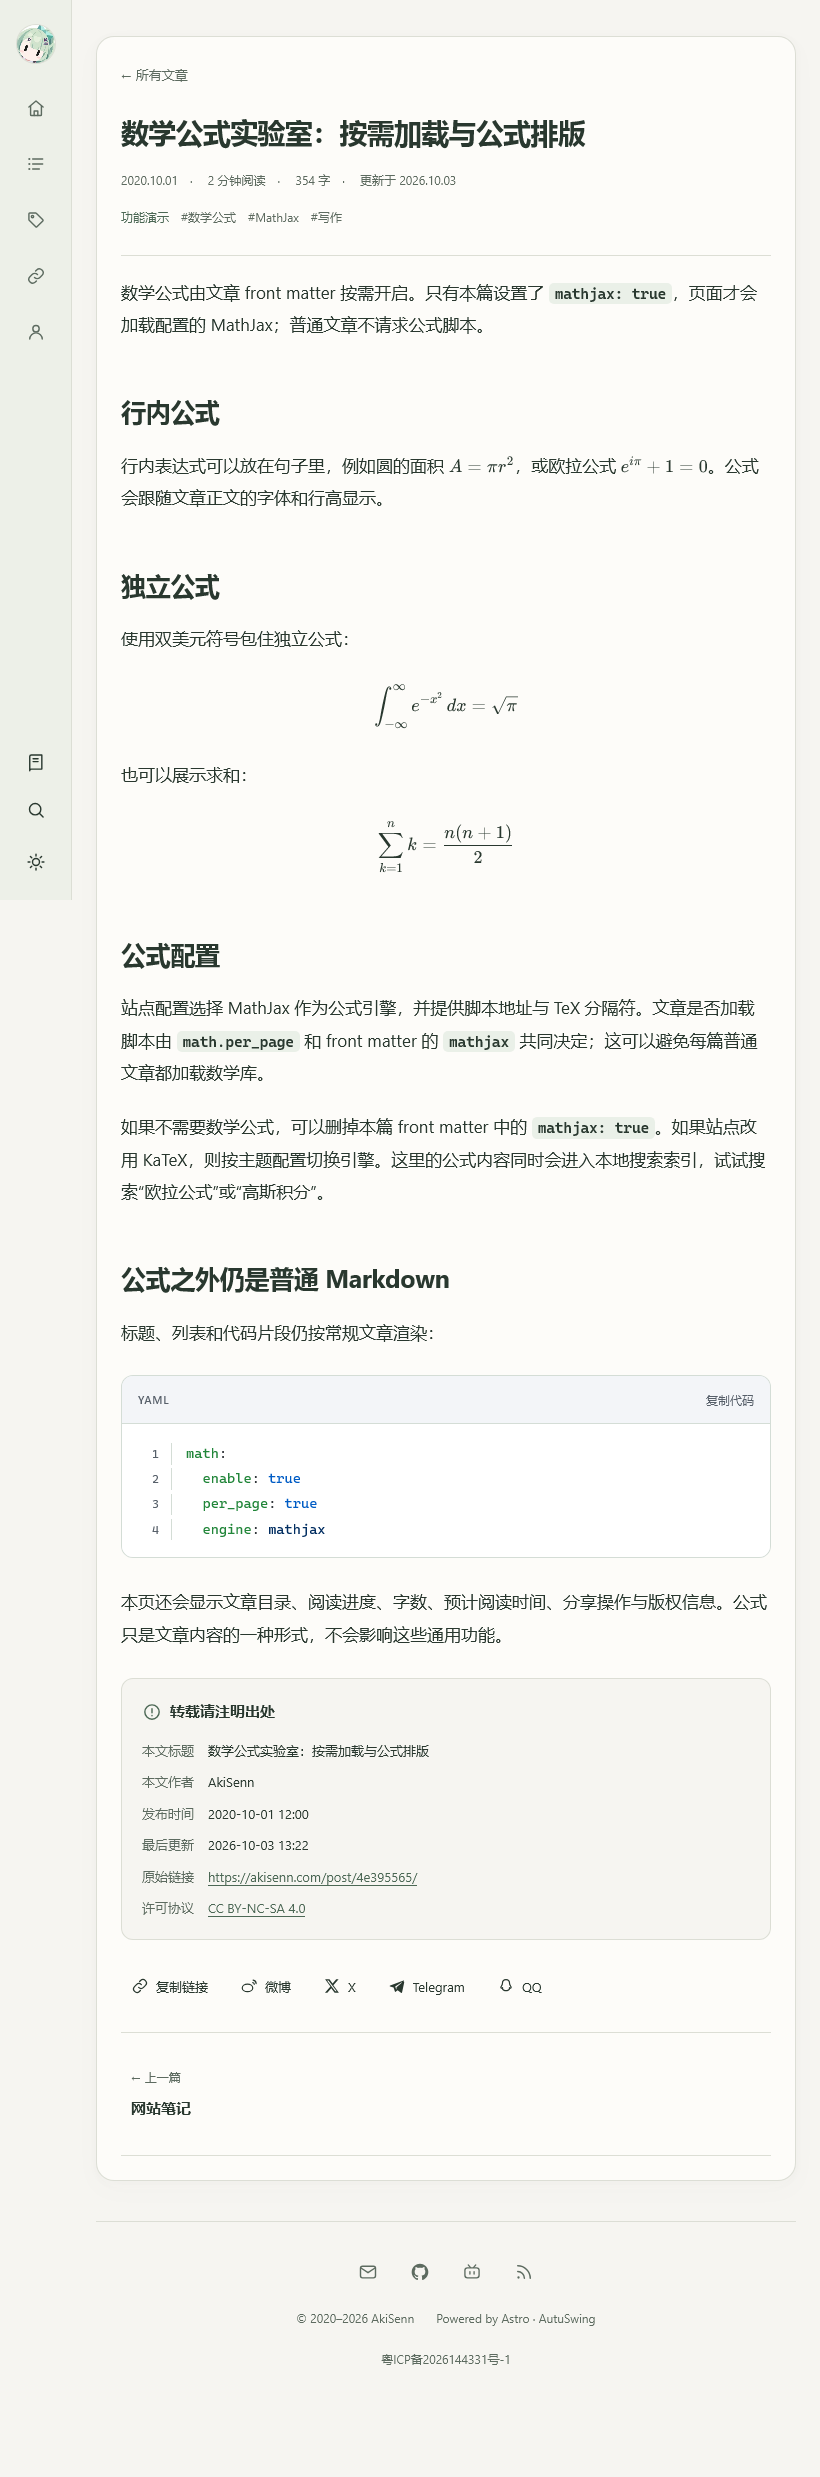 ← 所有文章
数学公式实验室：按需加载与公式排版
2020.10.01 · 2 分钟阅读 · 354 字 · 更新于 2026.10.03
功能演示 #数学公式 #MathJax #写作
数学公式由文章 front matter 按需开启。只有本篇设置了 mathjax: true，页面才会
加载配置的 MathJax；普通文章不请求公式脚本。
行内公式
行内表达式可以放在句子里，例如圆的面积 A = πr²，或欧拉公式 e^{iπ} + 1 = 0。公式
会跟随文章正文的字体和行高显示。
独立公式
使用双美元符号包住独立公式：
∫_{−∞}^{∞} e^{−x²} dx = √π
也可以展示求和：
∑_{k=1}^{n} k = n(n + 1)/2
公式配置
站点配置选择 MathJax 作为公式引擎，并提供脚本地址与 TeX 分隔符。文章是否加载
脚本由 math.per_page 和 front matter 的 mathjax 共同决定；这可以避免每篇普通
文章都加载数学库。
如果不需要数学公式，可以删掉本篇 front matter 中的 mathjax: true。如果站点改
用 KaTeX，则按主题配置切换引擎。这里的公式内容同时会进入本地搜索索引，试试搜
索“欧拉公式”或“高斯积分”。
公式之外仍是普通 Markdown
标题、列表和代码片段仍按常规文章渲染：
YAML 复制代码
1 math:
2 enable: true
3 per_page: true
4 engine: mathjax
本页还会显示文章目录、阅读进度、字数、预计阅读时间、分享操作与版权信息。公式
只是文章内容的一种形式，不会影响这些通用功能。
转载请注明出处
本文标题 数学公式实验室：按需加载与公式排版
本文作者 AkiSenn
发布时间 2020-10-01 12:00
最后更新 2026-10-03 13:22
原始链接 https://akisenn.com/post/4e395565/
许可协议 CC BY-NC-SA 4.0
复制链接 微博 X Telegram QQ
← 上一篇
网站笔记
© 2020–2026 AkiSenn Powered by Astro · AutuSwing
粤ICP备2026144331号-1